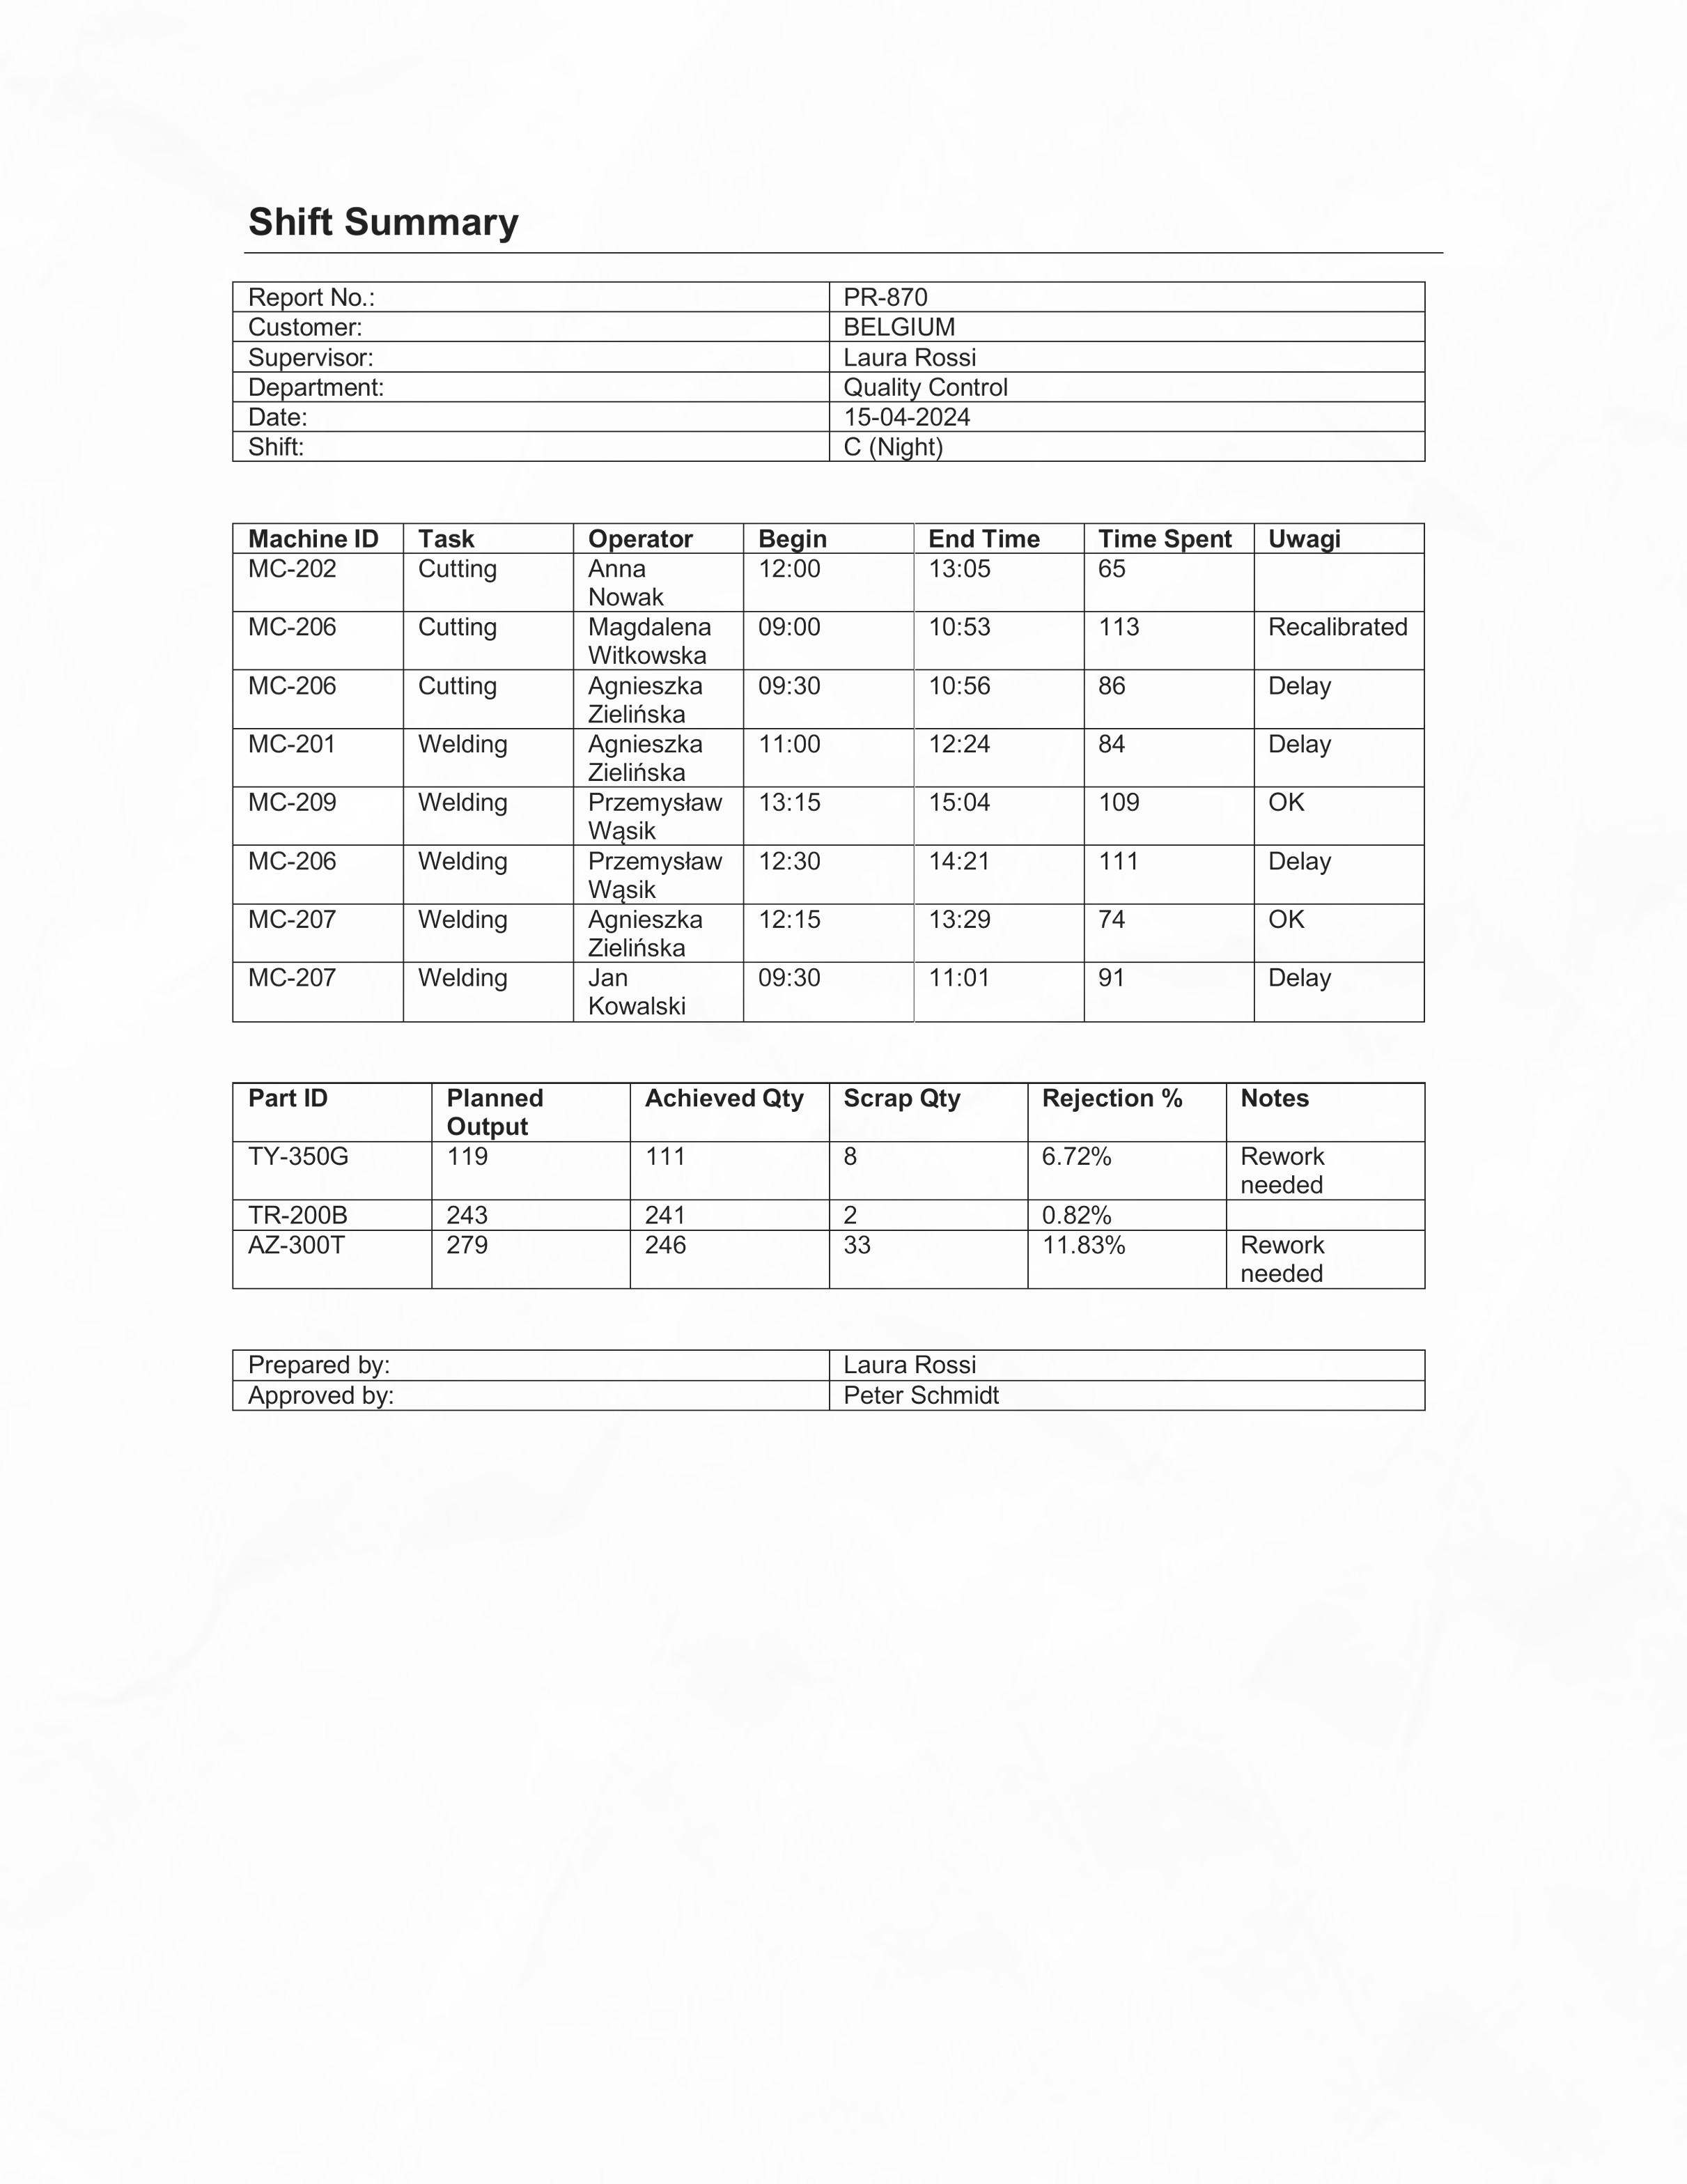 Shift Summary
Report No.: PR-870
Customer: BELGIUM
Supervisor: Laura Rossi
Department: Quality Control
Date: 15-04-2024
Shift: C (Night)
Machine ID Task Operator Begin End Time Time Spent Uwagi
MC-202 Cutting Anna 12:00 13:05 65
Nowak
MC-206 Cutting Magdalena 09:00 10:53 113 Recalibrated
Witkowska
MC-206 Cutting Agnieszka 09:30 10:56 86 Delay
Zielińska
MC-201 Welding Agnieszka 11:00 12:24 84 Delay
Zielińska
MC-209 Welding Przemysław 13:15 15:04 109 OK
Wąsik
MC-206 Welding Przemysław 12:30 14:21 111 Delay
Wąsik
MC-207 Welding Agnieszka 12:15 13:29 74 OK
Zielińska
MC-207 Welding Jan 09:30 11:01 91 Delay
Kowalski
Part ID Planned Achieved Qty Scrap Qty Rejection % Notes
Output
TY-350G 119 111 8 6.72% Rework
needed
TR-200B 243 241 2 0.82%
AZ-300T 279 246 33 11.83% Rework
needed
Prepared by: Laura Rossi
Approved by: Peter Schmidt